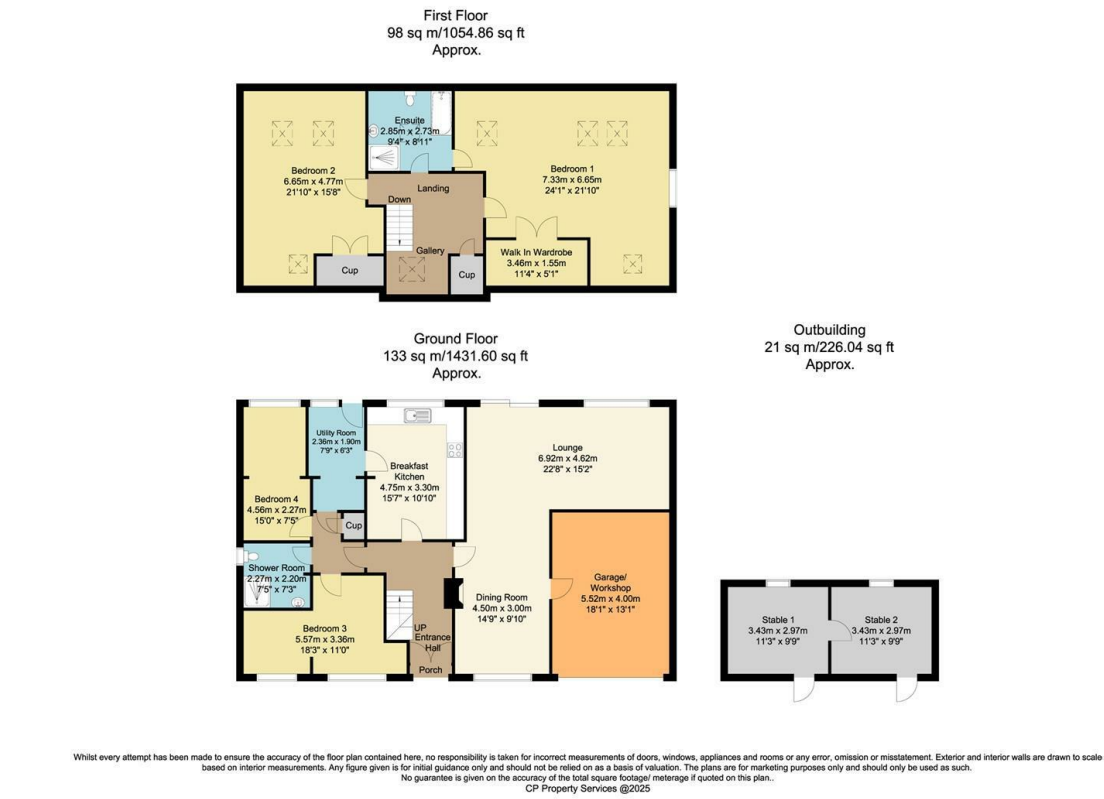 First Floor
98 sq m/1054.86 sq ft
Approx.
Ensuite
2.85m x 2.73m
9'4" x 8'11"
Bedroom 2
6.65m x 4.77m
21'10" x 15'8"
Bedroom 1
7.33m x 6.65m
24'1" x 21'10"
Landing
Down
Gallery
Walk In Wardrobe
3.46m x 1.55m
11'4" x 5'1"
Cup
Cup
Ground Floor
133 sq m/1431.60 sq ft
Approx.
Outbuilding
21 sq m/226.04 sq ft
Approx.
Utility Room
2.36m x 1.90m
7'9" x 6'3"
Lounge
6.92m x 4.62m
22'8" x 15'2"
Breakfast
Kitchen
4.75m x 3.30m
15'7" x 10'10"
Bedroom 4
4.56m x 2.27m
15'0" x 7'5"
Cup
Shower Room
2.27m x 2.20m
7'5" x 7'3"
Garage/
Workshop
5.52m x 4.00m
18'1" x 13'1"
Dining Room
4.50m x 3.00m
14'9" x 9'10"
Bedroom 3
5.57m x 3.36m
18'3" x 11'0"
UP
Entrance
Hall
Porch
Stable 1
3.43m x 2.97m
11'3" x 9'9"
Stable 2
3.43m x 2.97m
11'3" x 9'9"
Whilst every attempt has been made to ensure the accuracy of the floor plan contained here, no responsibility is taken for incorrect measurements of doors, windows, appliances and rooms or any error, omission or misstatement. Exterior and interior walls are drawn to scale
based on interior measurements. Any figure given is for initial guidance only and should not be relied on as a basis of valuation. The plans are for marketing purposes only and should only be used as such.
No guarantee is given on the accuracy of the total square footage/ meterage if quoted on this plan..
CP Property Services @2025